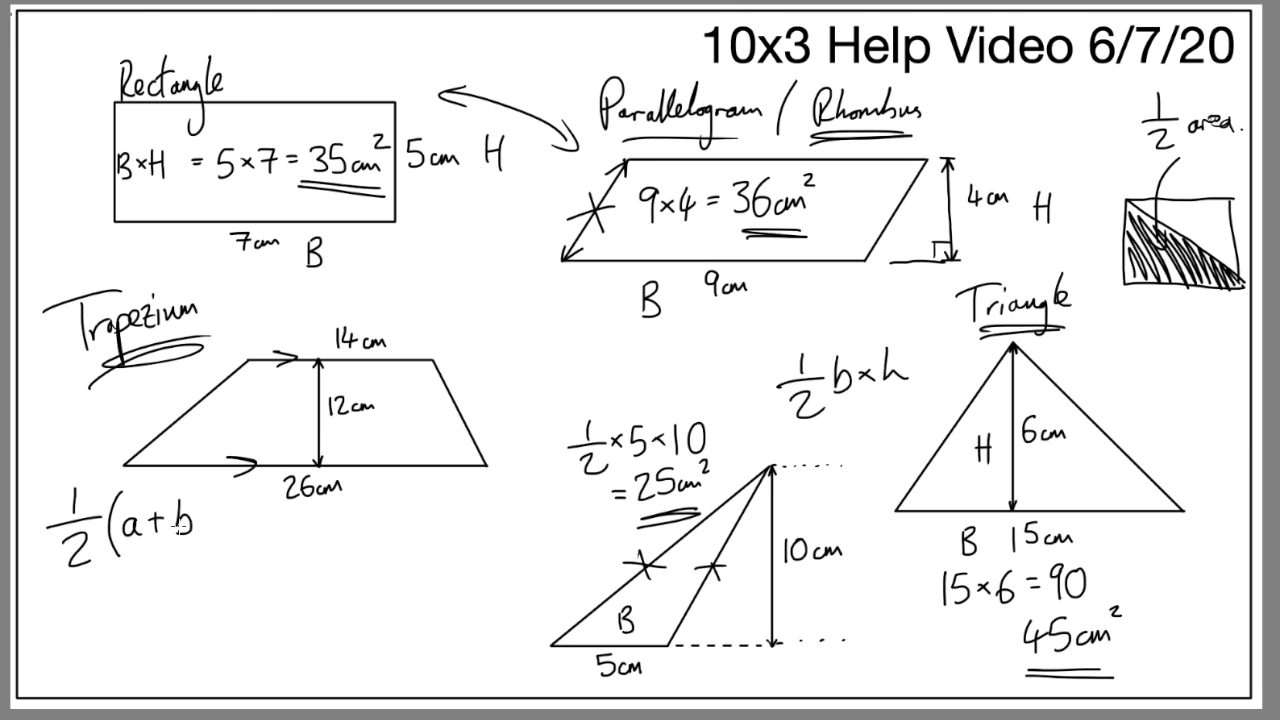 10x3 Help Video 6/7/20
Rectangle
B×H = 5×7 = 35cm²
5cm H
7cm B
Parallelogram / Rhombus
9×4 = 36cm²
4cm H
B 9cm
1/2 area.
Trapezium
14cm
12cm
26cm
1/2 (a+b
1/2 b×h
1/2 ×5×10
= 25cm²
10cm
B
5cm
Triangle
H 6cm
B 15cm
15×6 = 90
45cm²